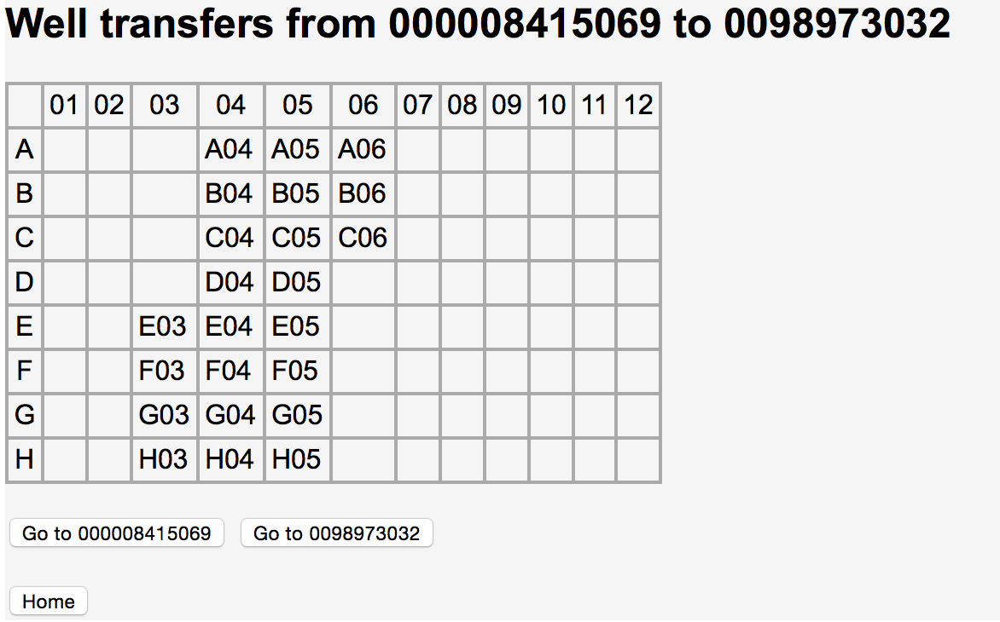 Well transfers from 000008415069 to 0098973032
01 02 03 04 05 06 07 08 09 10 11 12
A A04 A05 A06
B B04 B05 B06
C C04 C05 C06
D D04 D05
E E03 E04 E05
F F03 F04 F05
G G03 G04 G05
H H03 H04 H05
Go to 000008415069 Go to 0098973032
Home